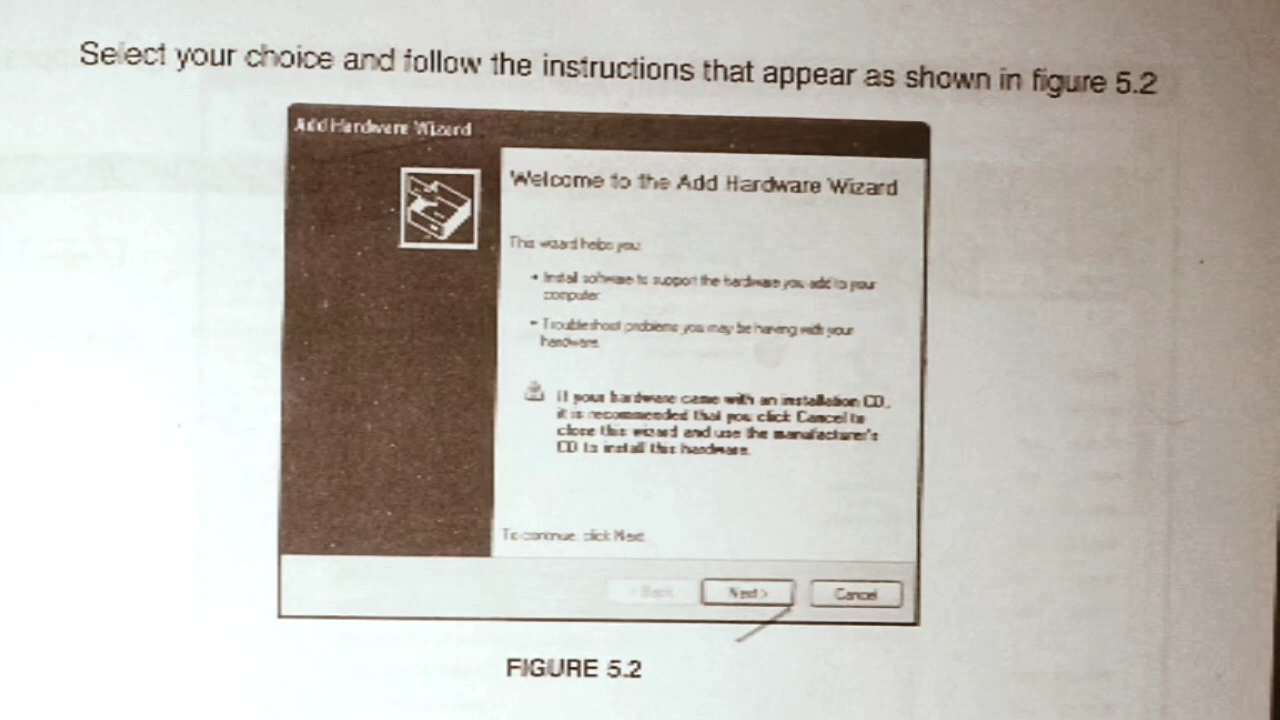 Select your choice and follow the instructions that appear as shown in figure 5.2
Add Hardware Wizard
Welcome to the Add Hardware Wizard
This wizard helps you:
• Install software to support the hardware you add to your
computer.
• Troubleshoot problems you may be having with your
hardware.
If your hardware came with an installation CD,
it is recommended that you click Cancel to
close this wizard and use the manufacturer's
CD to install this hardware.
To continue, click Next.
< Back
Next >
Cancel
FIGURE 5.2